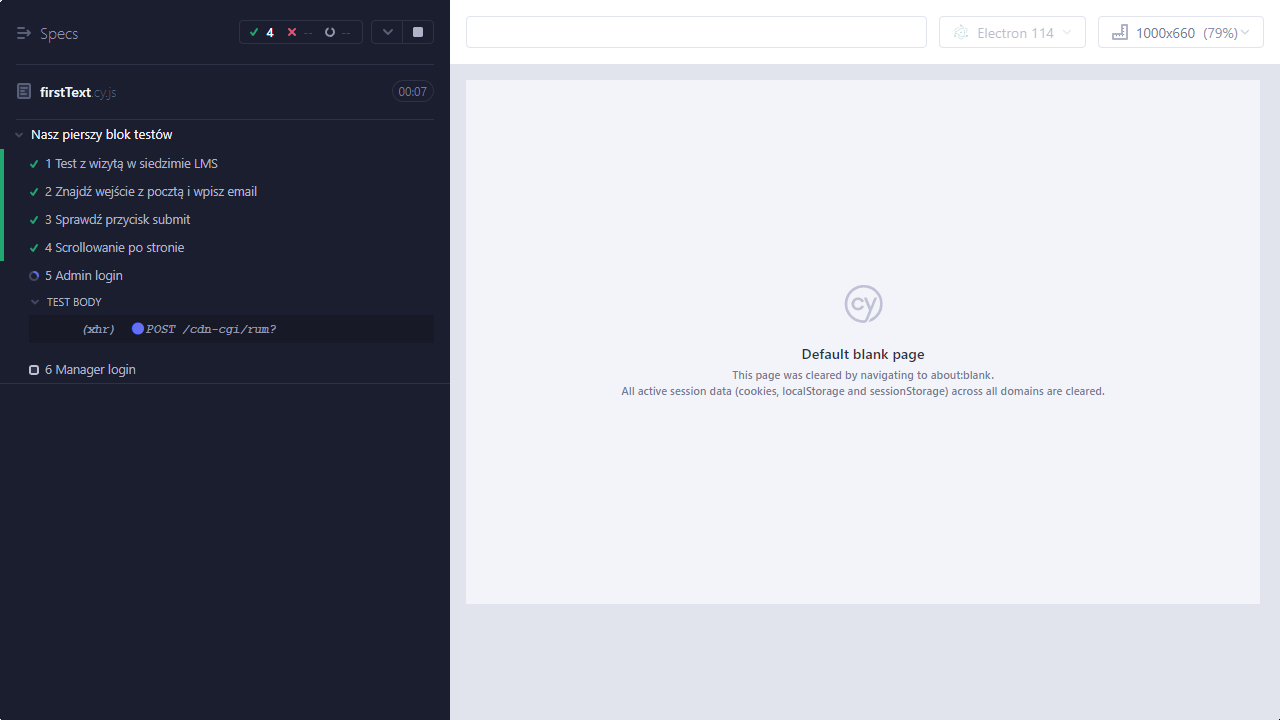 Specs
4 -- --
firstText.cy.js
00:07
Nasz pierszy blok testów
1 Test z wizytą w siedzimie LMS
2 Znajdź wejście z pocztą i wpisz email
3 Sprawdź przycisk submit
4 Scrollowanie po stronie
5 Admin login
TEST BODY
(xhr) POST /cdn-cgi/rum?
6 Manager login
Electron 114
1000x660 (79%)
cy
Default blank page
This page was cleared by navigating to about:blank.
All active session data (cookies, localStorage and sessionStorage) across all domains are cleared.